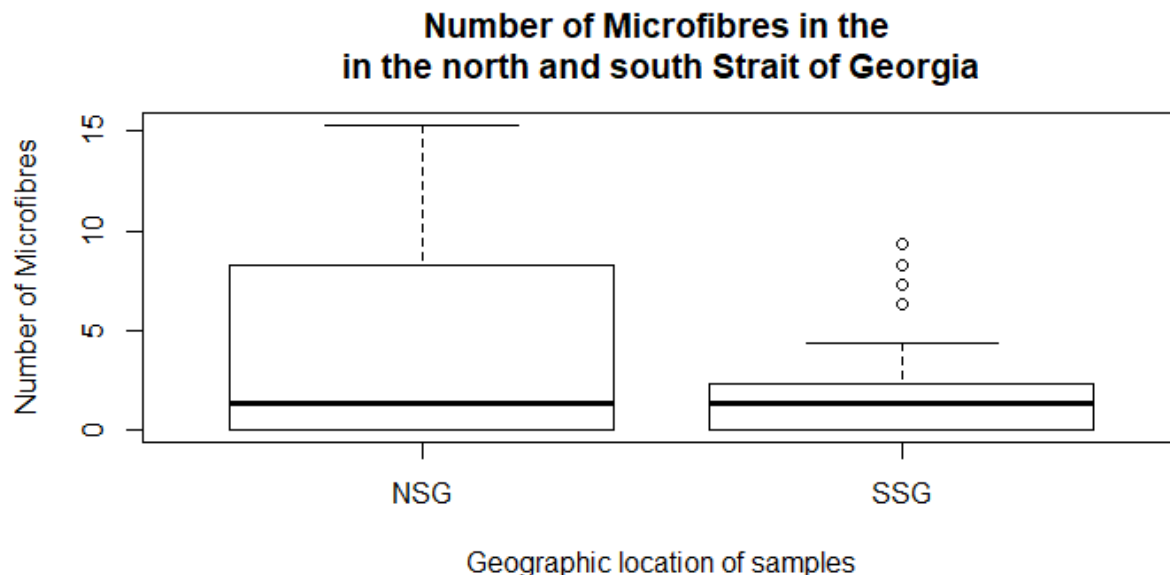 Number of Microfibres in the
in the north and south Strait of Georgia
Number of Microfibres
15
10
5
0
NSG
SSG
Geographic location of samples